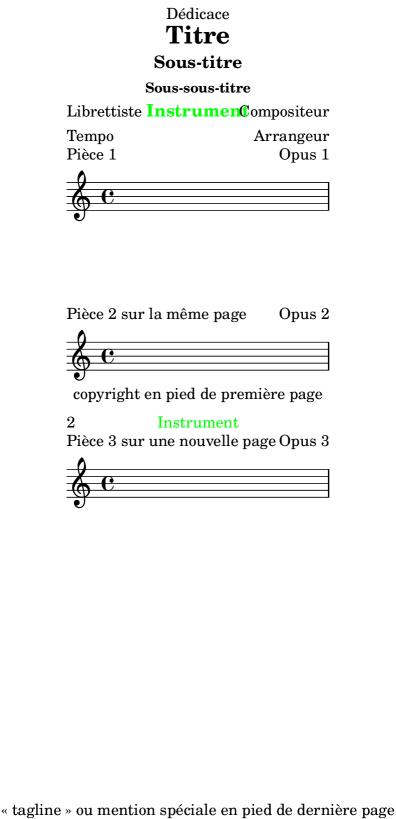 Dédicace
Titre
Sous-titre
Sous-sous-titre
Librettiste Instrument Compositeur
Tempo Arrangeur
Pièce 1 Opus 1
Pièce 2 sur la même page Opus 2
copyright en pied de première page
2 Instrument
Pièce 3 sur une nouvelle page Opus 3
« tagline » ou mention spéciale en pied de dernière page